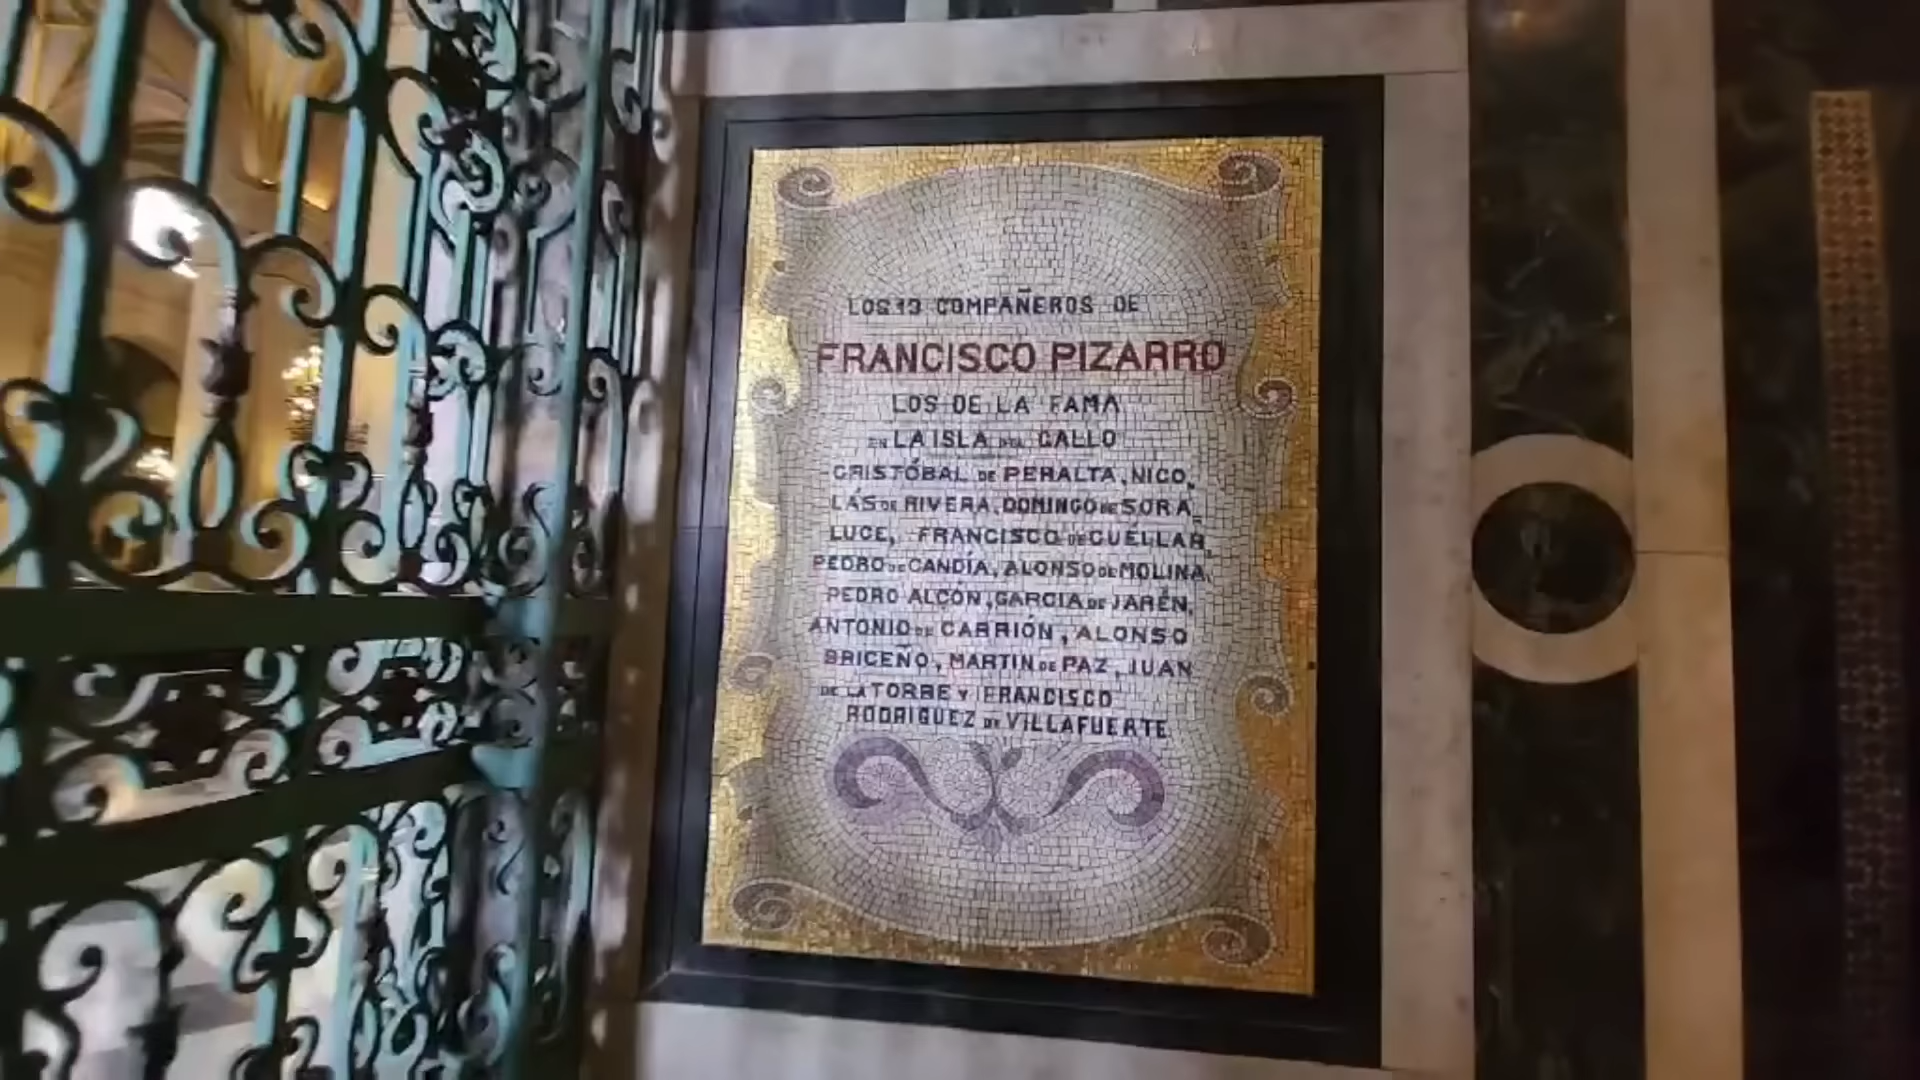 LOS 13 COMPAÑEROS DE
FRANCISCO PIZARRO
LOS DE LA FAMA
EN LA ISLA DEL GALLO
CRISTÓBAL DE PERALTA, NICO-
LÁS DE RIVERA, DOMINGO DE SORA-
LUCE, FRANCISCO DE CUÉLLAR,
PEDRO DE CANDÍA, ALONSO DE MOLINA,
PEDRO ALCÓN, GARCIA DE JARÉN,
ANTONIO DE CARRIÓN, ALONSO
BRICEÑO, MARTIN DE PAZ, JUAN
DE LA TORRE Y FRANCISCO
RODRIGUEZ DE VILLAFUERTE